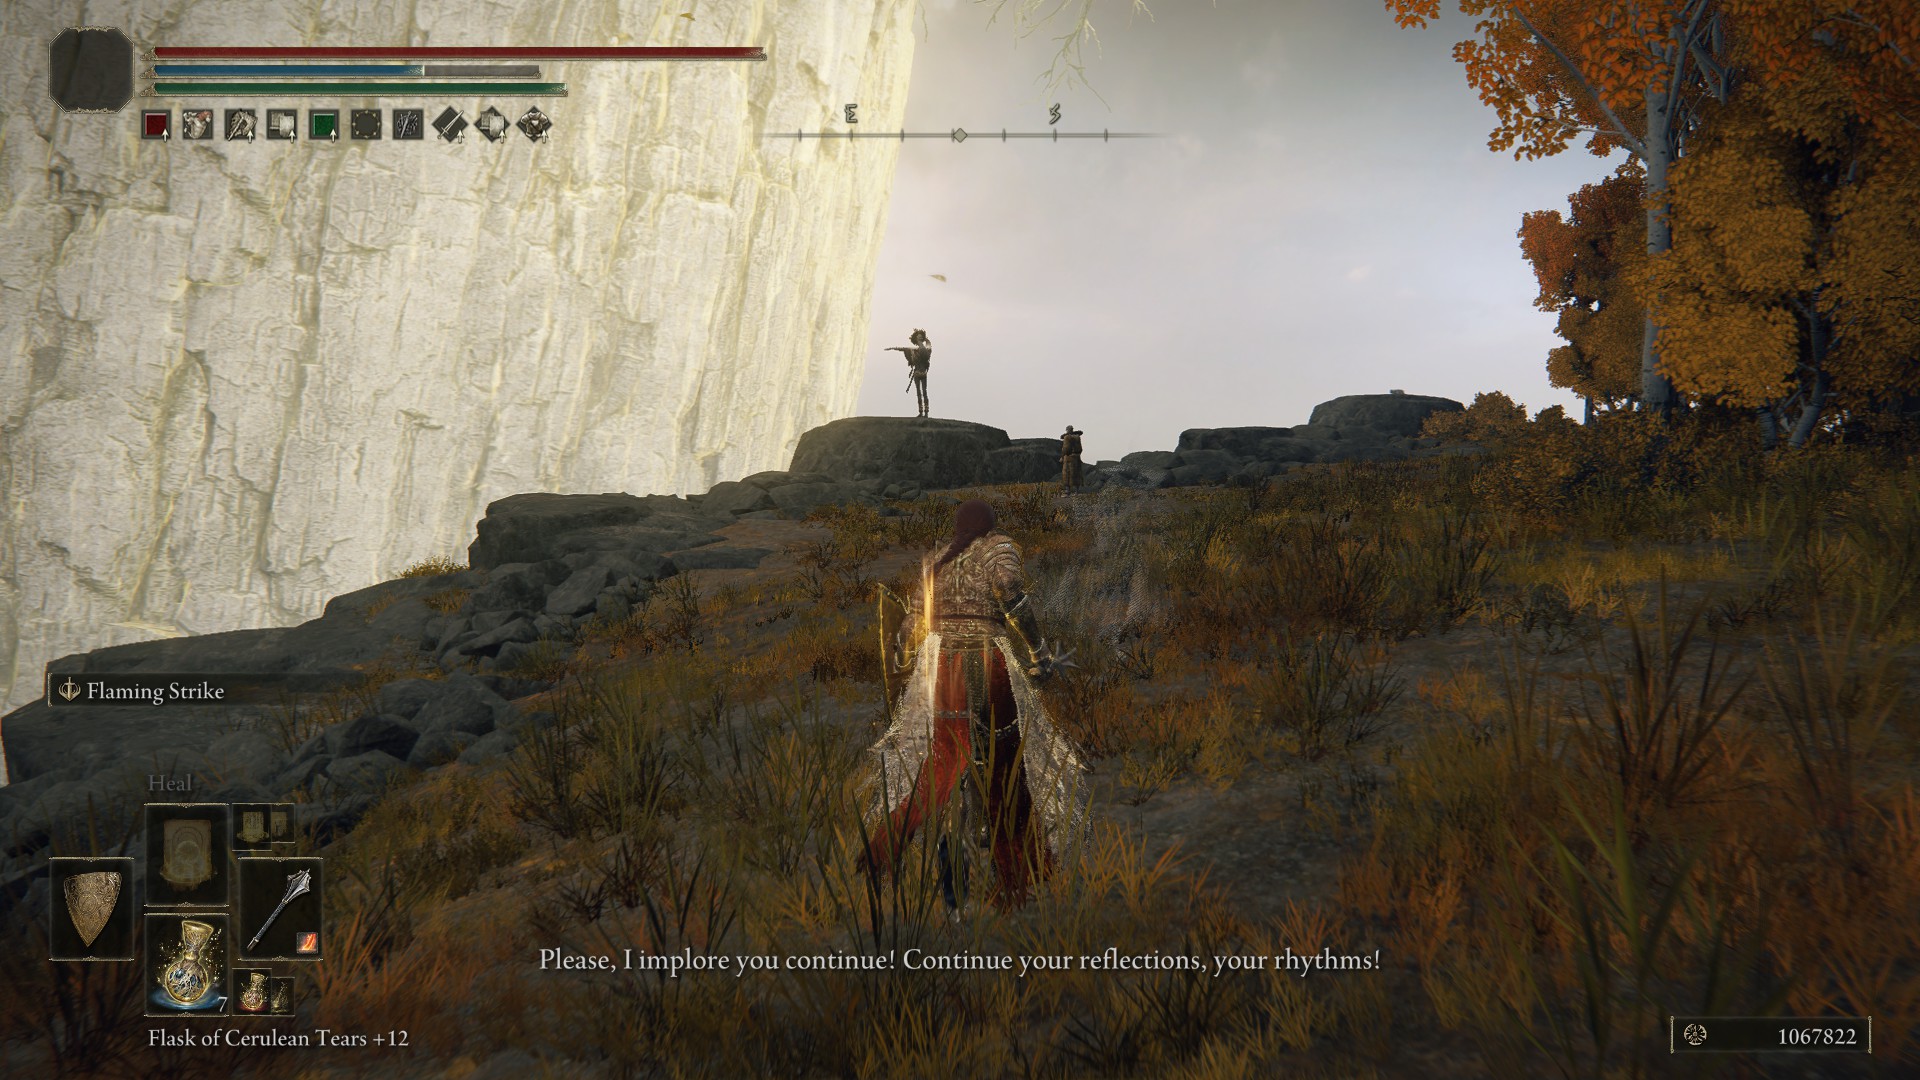 E
S
Flaming Strike
Heal
7
Please, I implore you continue! Continue your reflections, your rhythms!
Flask of Cerulean Tears +12
1067822